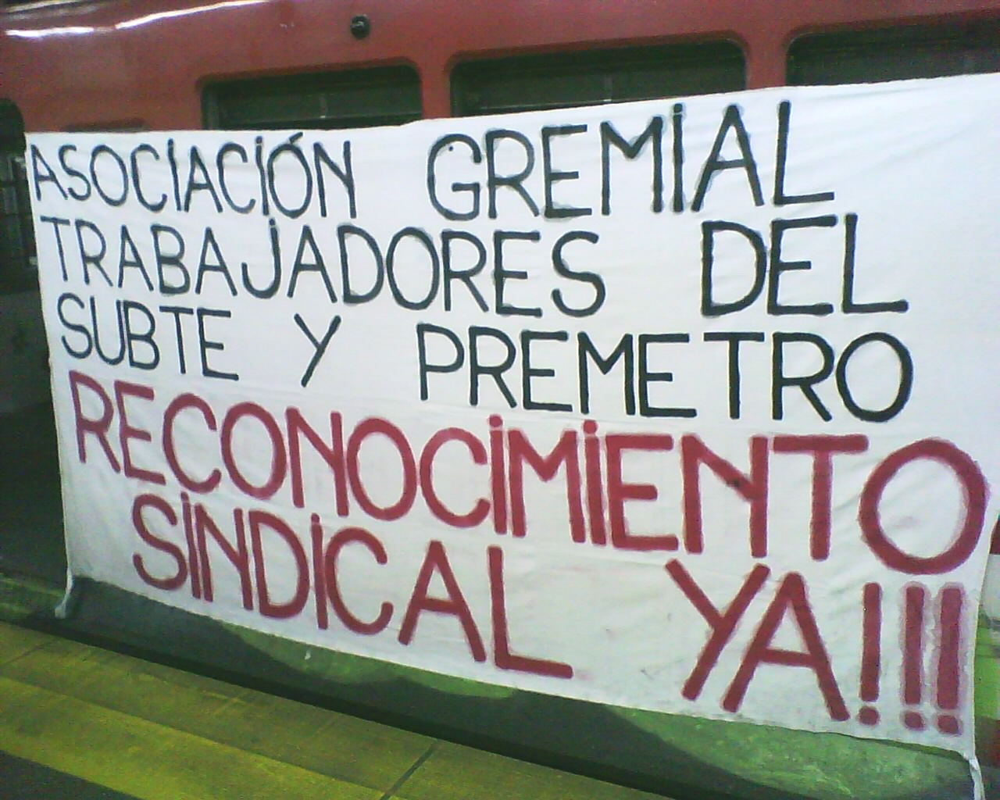 ASOCIACIÓN GREMIAL
TRABAJADORES DEL
SUBTE Y PREMETRO
RECONOCIMIENTO
SINDICAL YA!!!